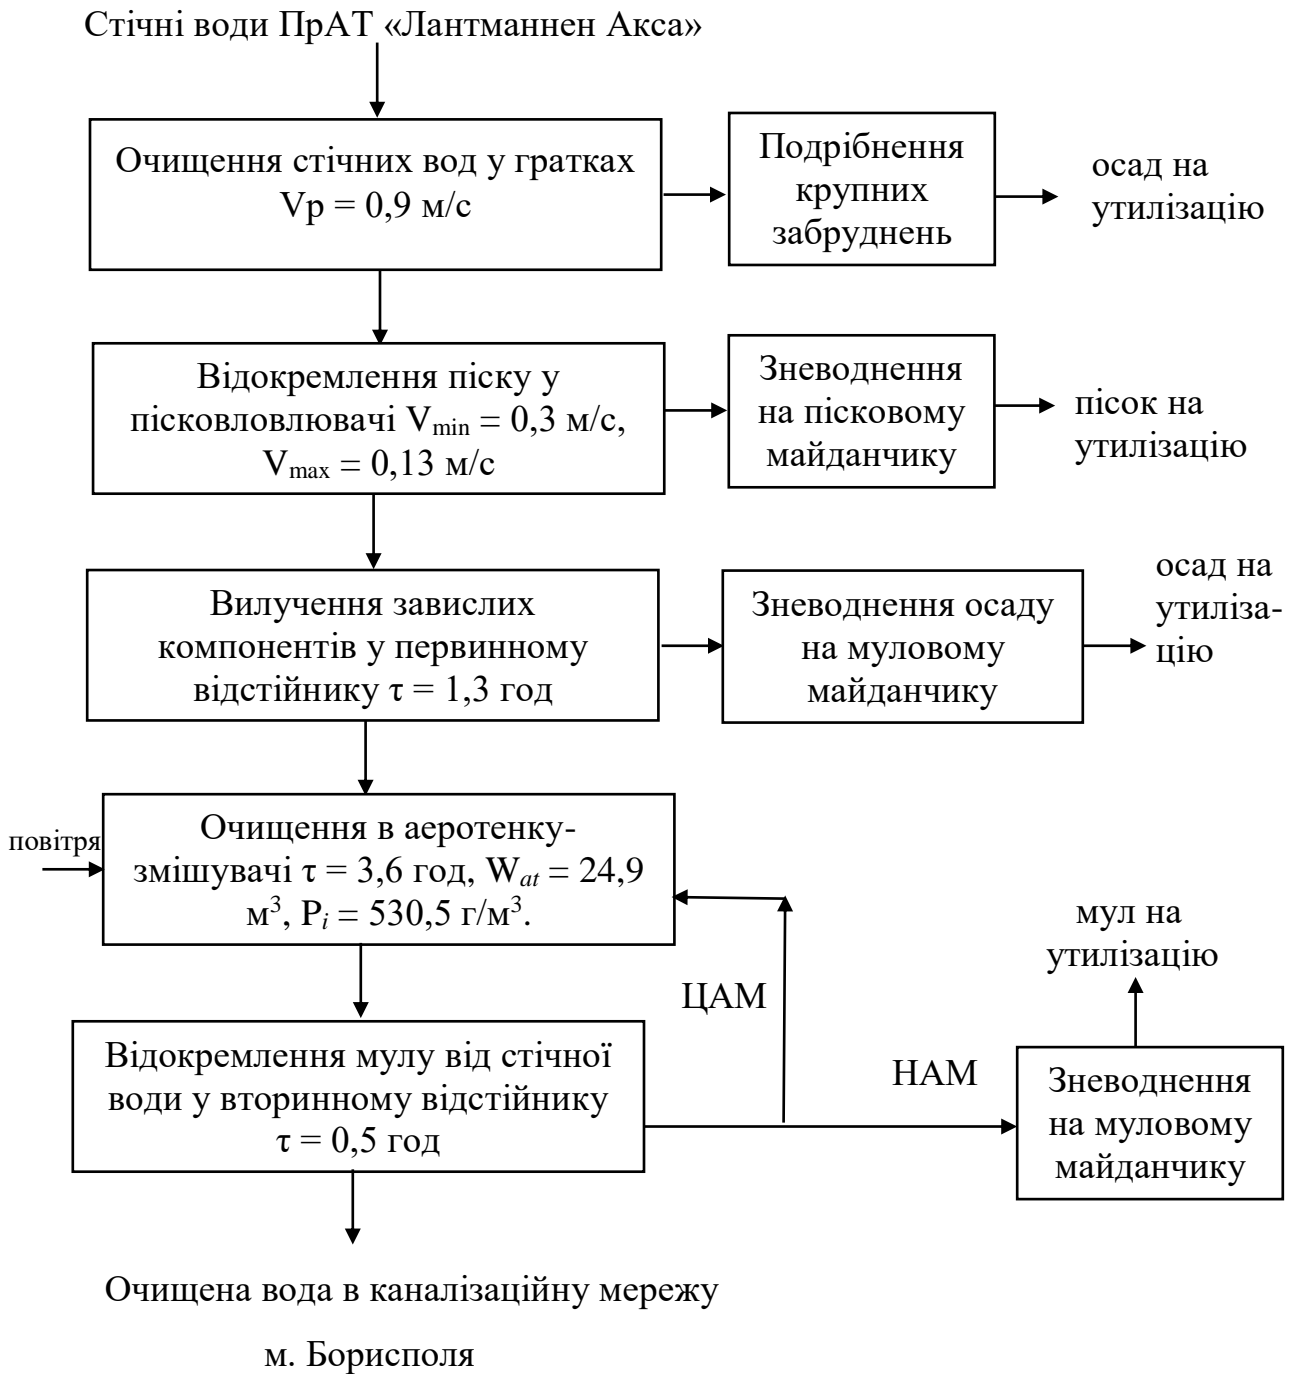 Стічні води ПрАТ «Лантманнен Акса»
Очищення стічних вод у гратках
Vр = 0,9 м/с
Подрібнення
крупних
забруднень
осад на
утилізацію
Відокремлення піску у
пісковловлювачі Vmin = 0,3 м/с,
Vmax = 0,13 м/с
Зневоднення
на пісковому
майданчику
пісок на
утилізацію
Вилучення завислих
компонентів у первинному
відстійнику τ = 1,3 год
Зневоднення осаду
на муловому
майданчику
осад на
утиліза-
цію
повітря
Очищення в аеротенку-
змішувачі τ = 3,6 год, Wat = 24,9
м³, Pi = 530,5 г/м³.
ЦАМ
мул на
утилізацію
Відокремлення мулу від стічної
води у вторинному відстійнику
τ = 0,5 год
НАМ
Зневоднення
на муловому
майданчику
Очищена вода в каналізаційну мережу
м. Борисполя